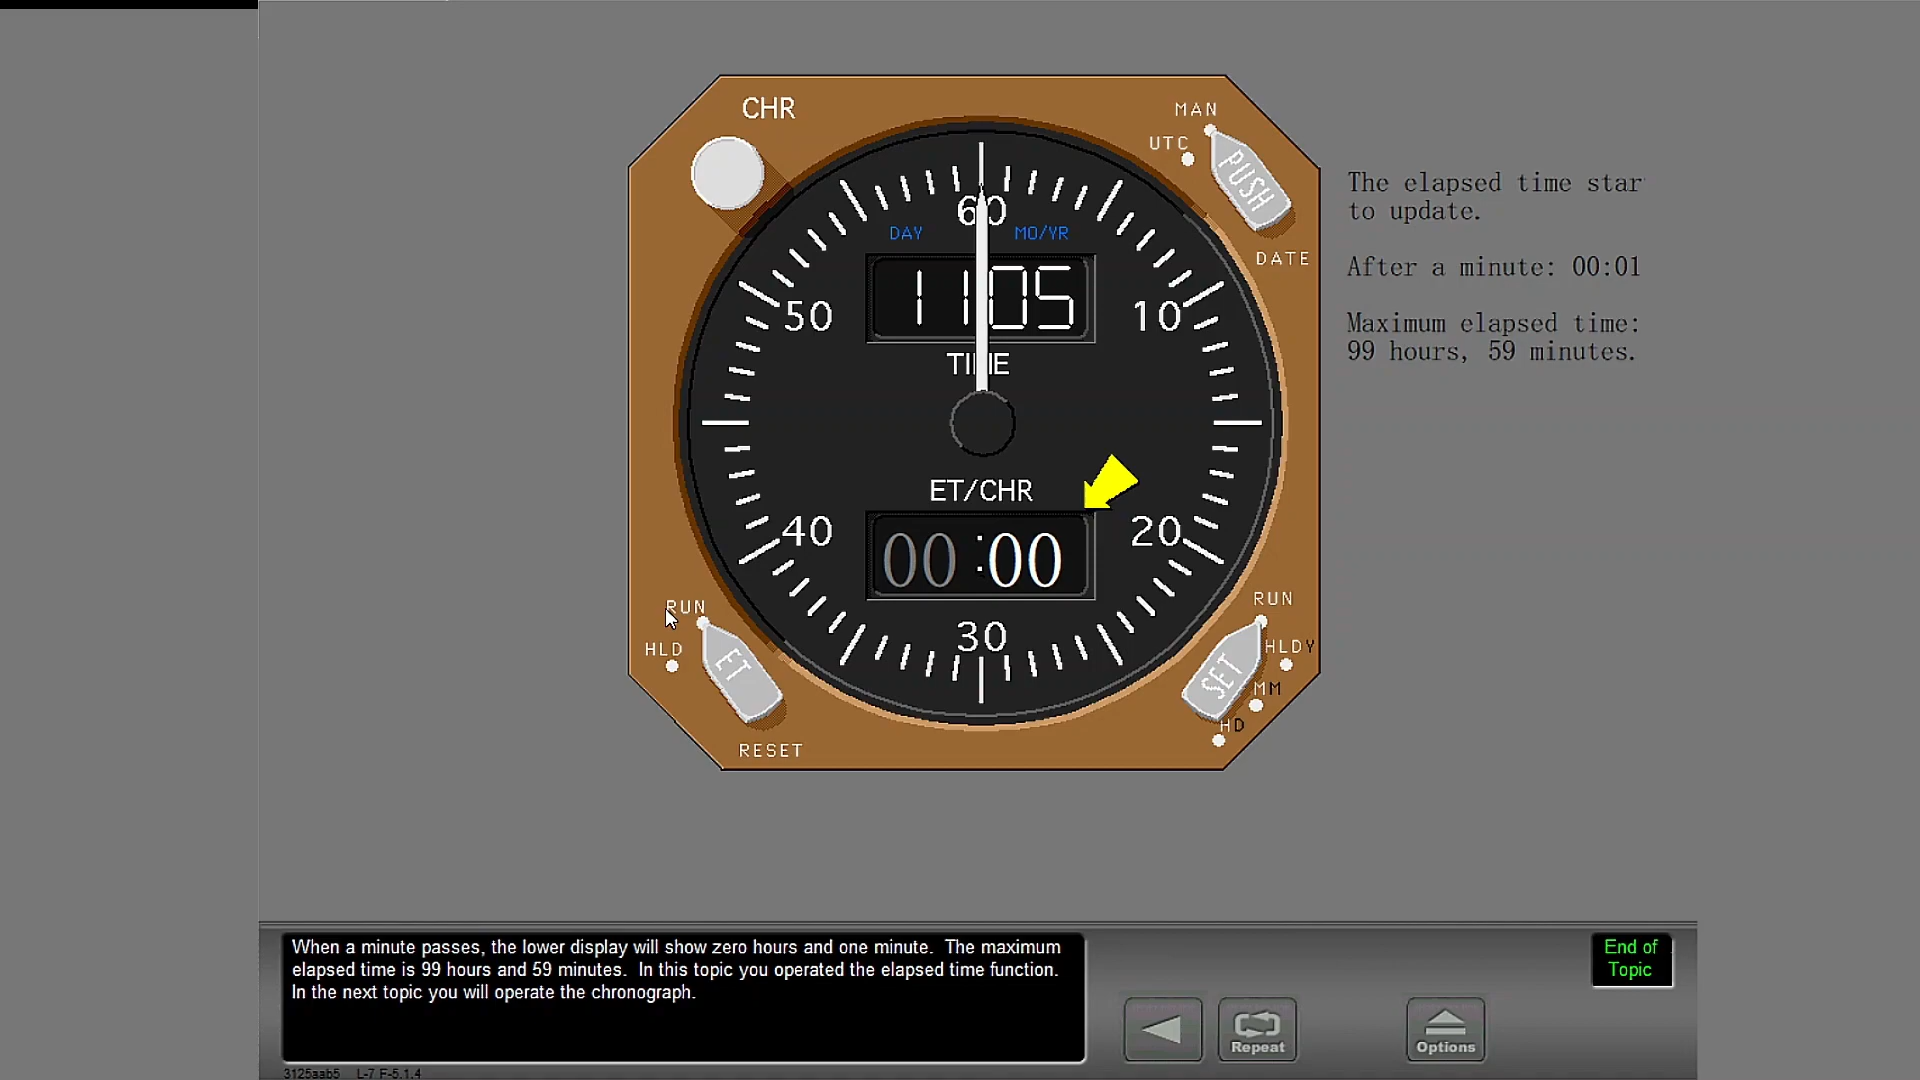 CHR
MAN
UTC
PUSH
DATE
The elapsed time star
to update.
After a minute: 00:01
Maximum elapsed time:
99 hours, 59 minutes.
60
DAY
MO/YR
11 05
50
10
TIME
ET/CHR
40
20
00:00
RUN
HLD
ET
RESET
30
RUN
HLDY
SET
MM
HD
When a minute passes, the lower display will show zero hours and one minute. The maximum
elapsed time is 99 hours and 59 minutes. In this topic you operated the elapsed time function.
In the next topic you will operate the chronograph.
End of
Topic
Repeat
Options
3125aab5 L-7 F-5.1.4